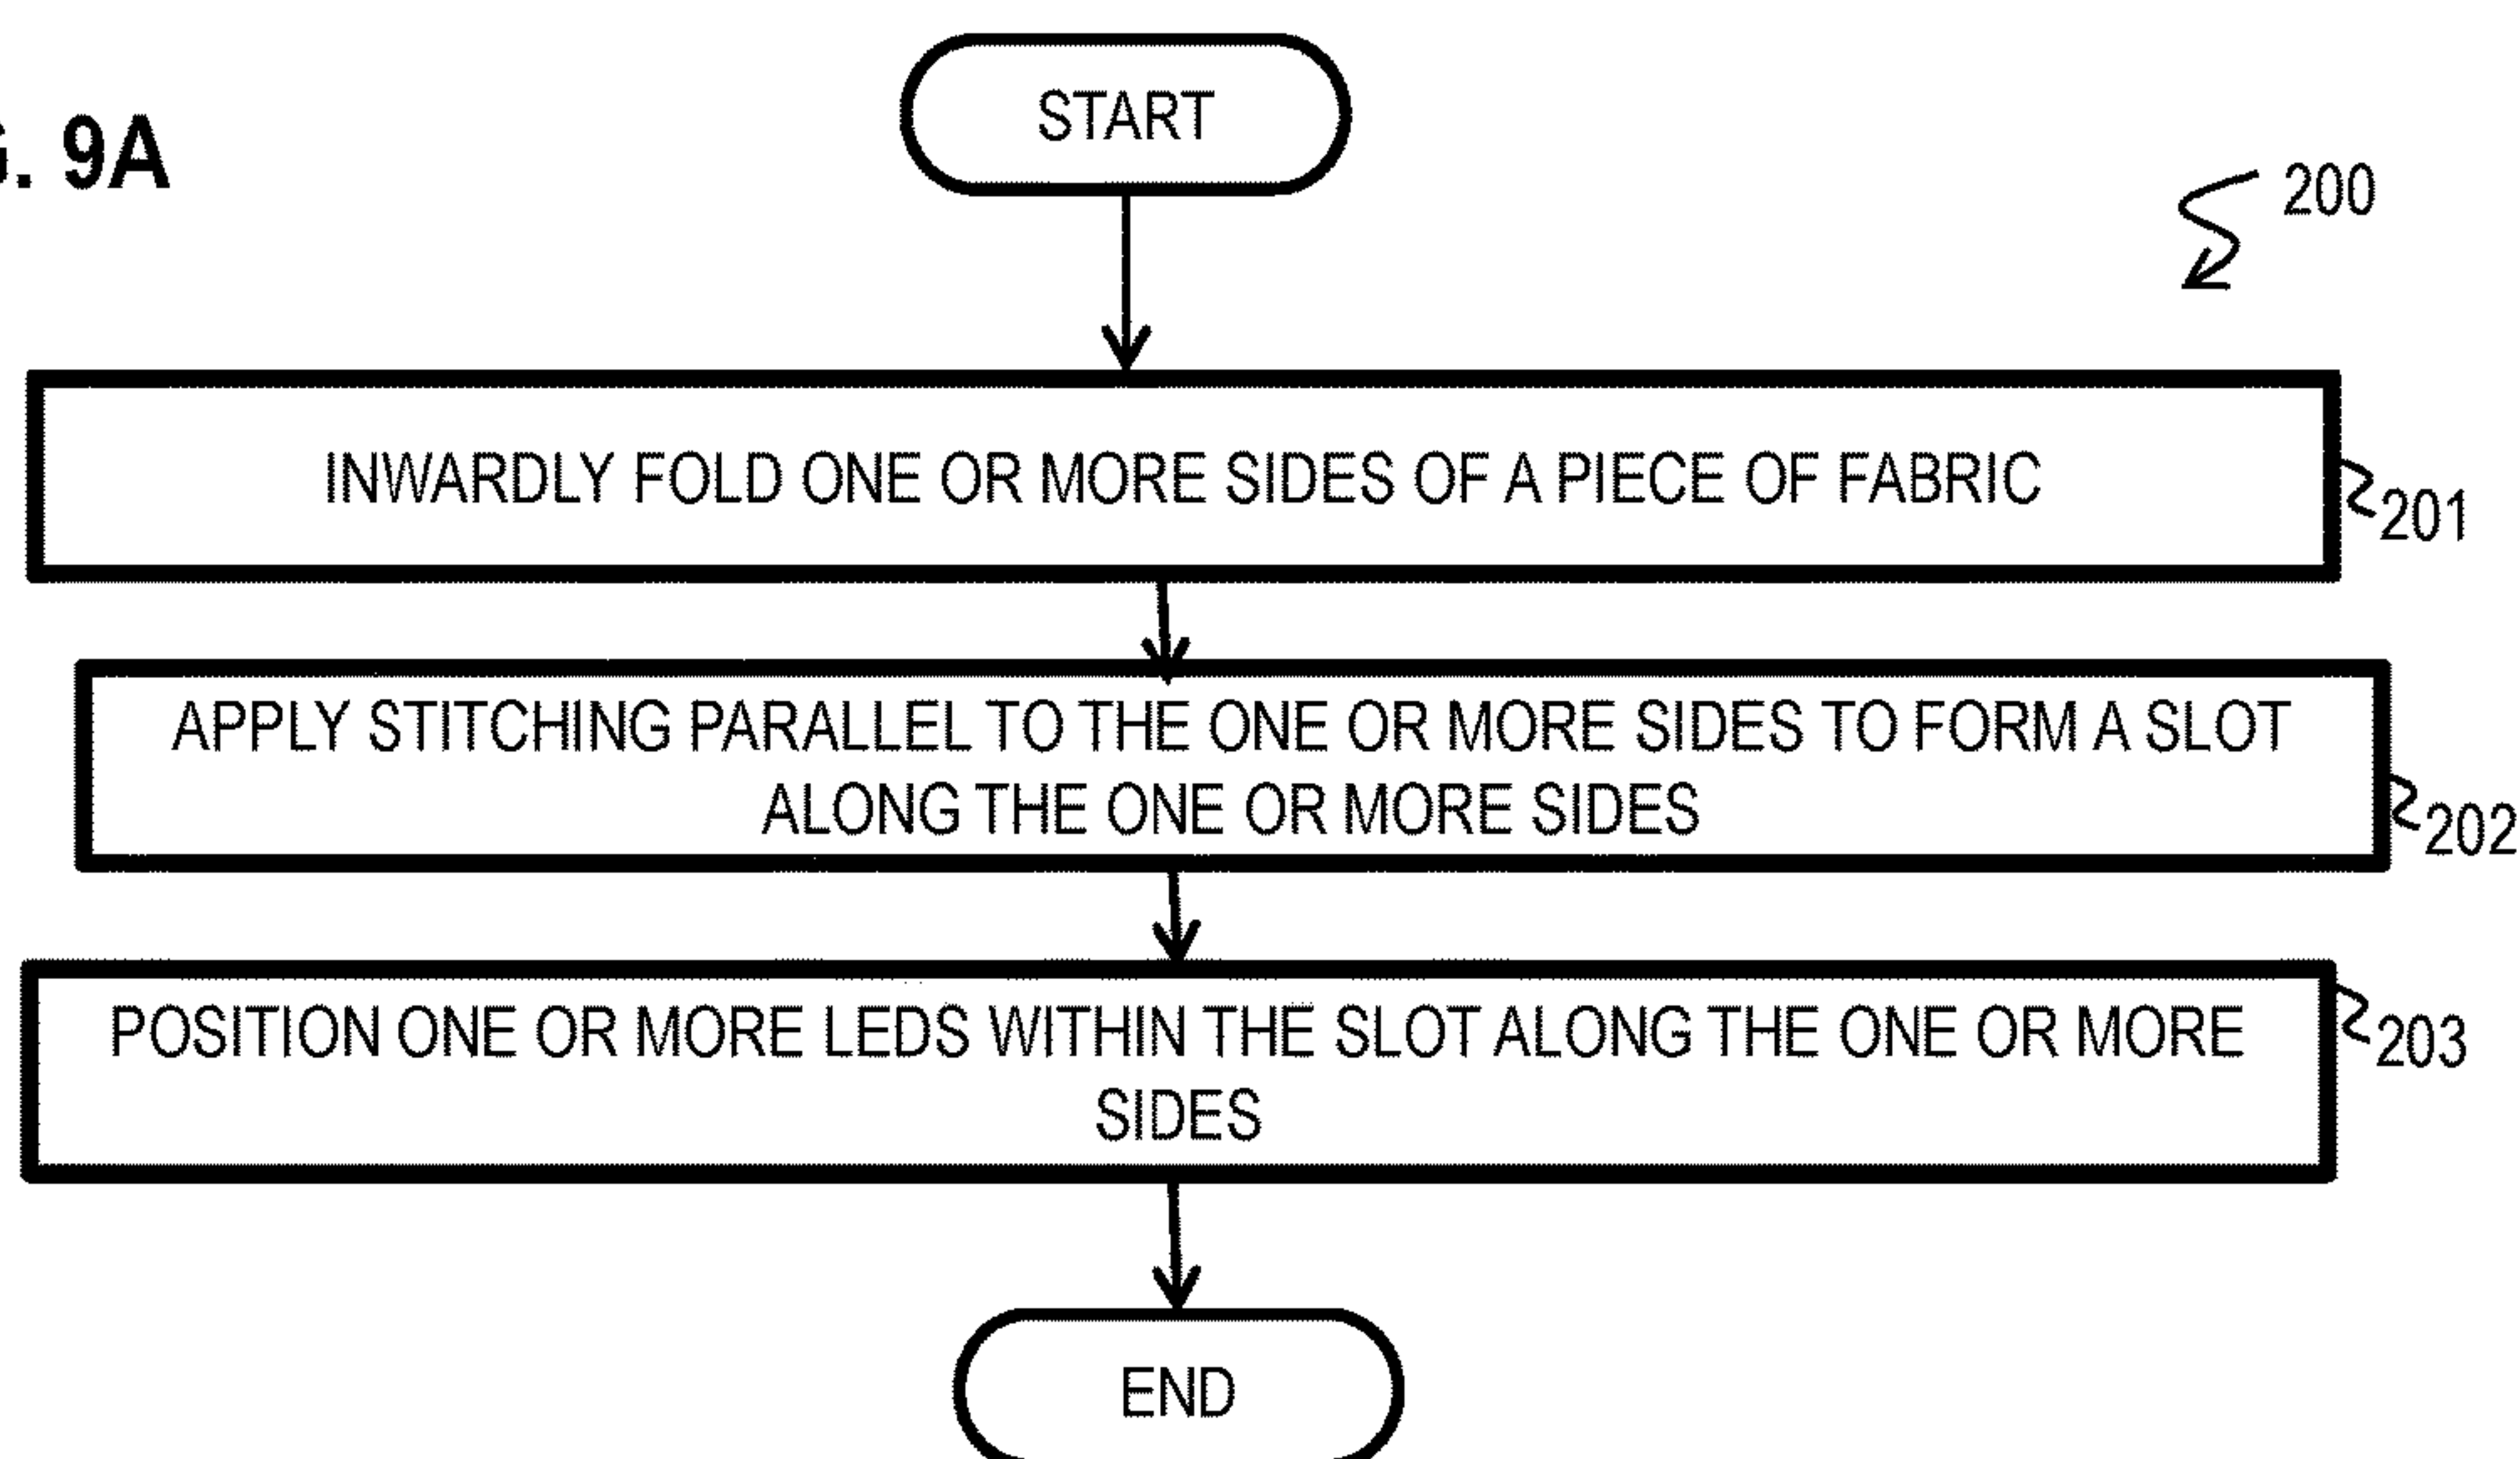 START
G. 9A
200
INWARDLY FOLD ONE OR MORE SIDES OF A PIECE OF FABRIC
201
APPLY STITCHING PARALLEL TO THE ONE OR MORE SIDES TO FORM A SLOT
ALONG THE ONE OR MORE SIDES
202
POSITION ONE OR MORE LEDS WITHIN THE SLOT ALONG THE ONE OR MORE
SIDES
203
END